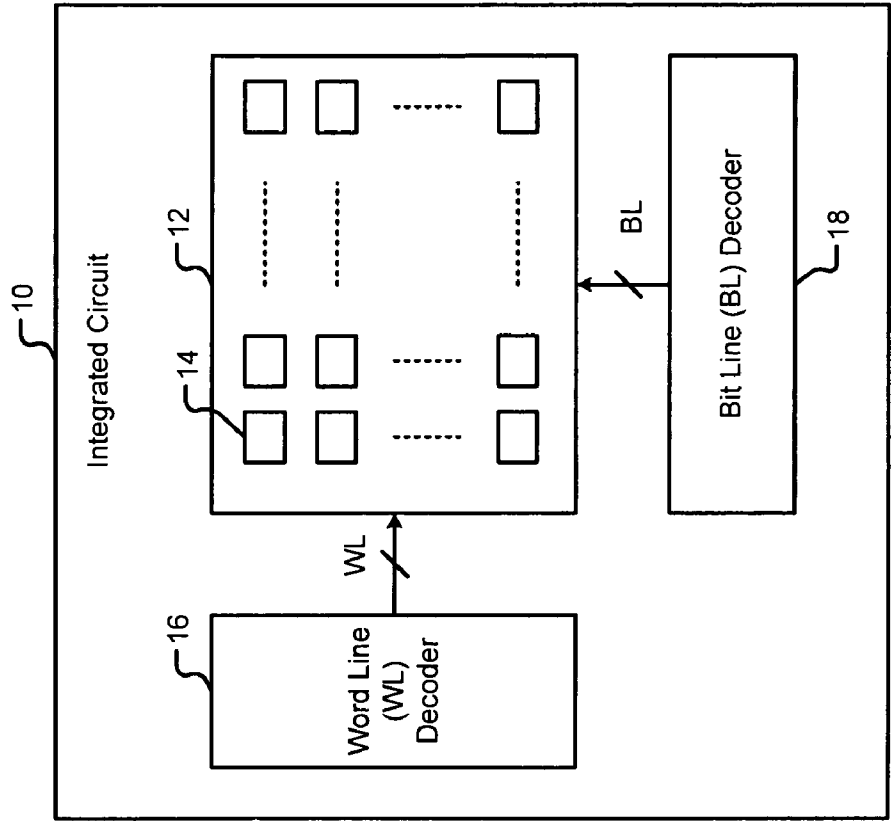 10
Integrated Circuit
12
14
16
Word Line
(WL)
Decoder
WL
BL
Bit Line (BL) Decoder
18